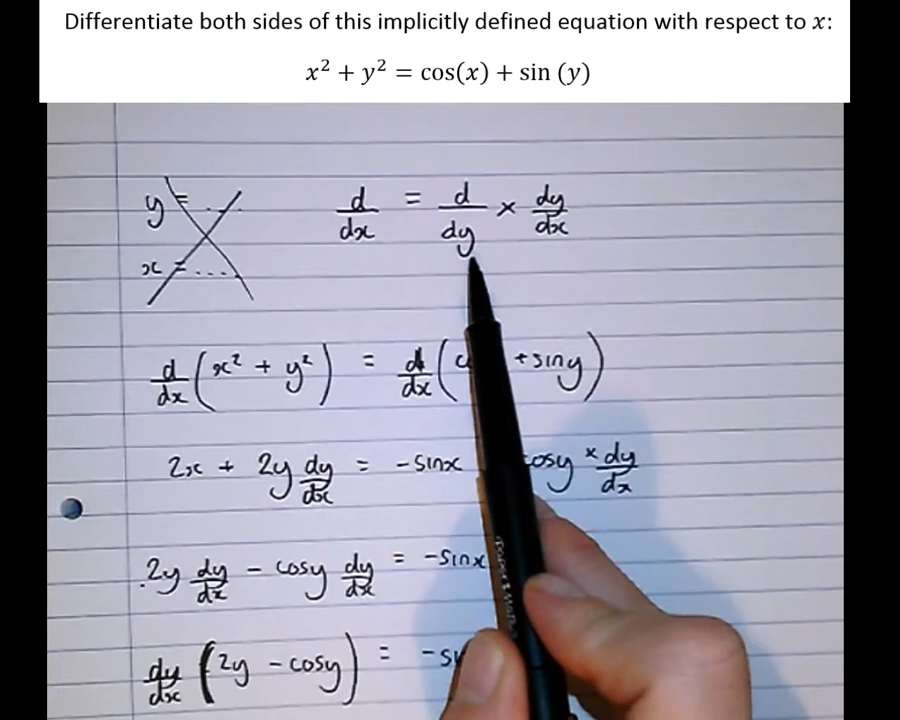 Differentiate both sides of this implicitly defined equation with respect to x:
x² + y² = cos(x) + sin (y)
y = ...
x = ....
d/dx = d/dy × dy/dx
d/dx (x² + y²) = d/dx ( + siny)
2x + 2y dy/dx = -sinx cosy × dy/dx
2y dy/dx - cosy dy/dx = -sinx
dy/dx (2y - cosy) = -